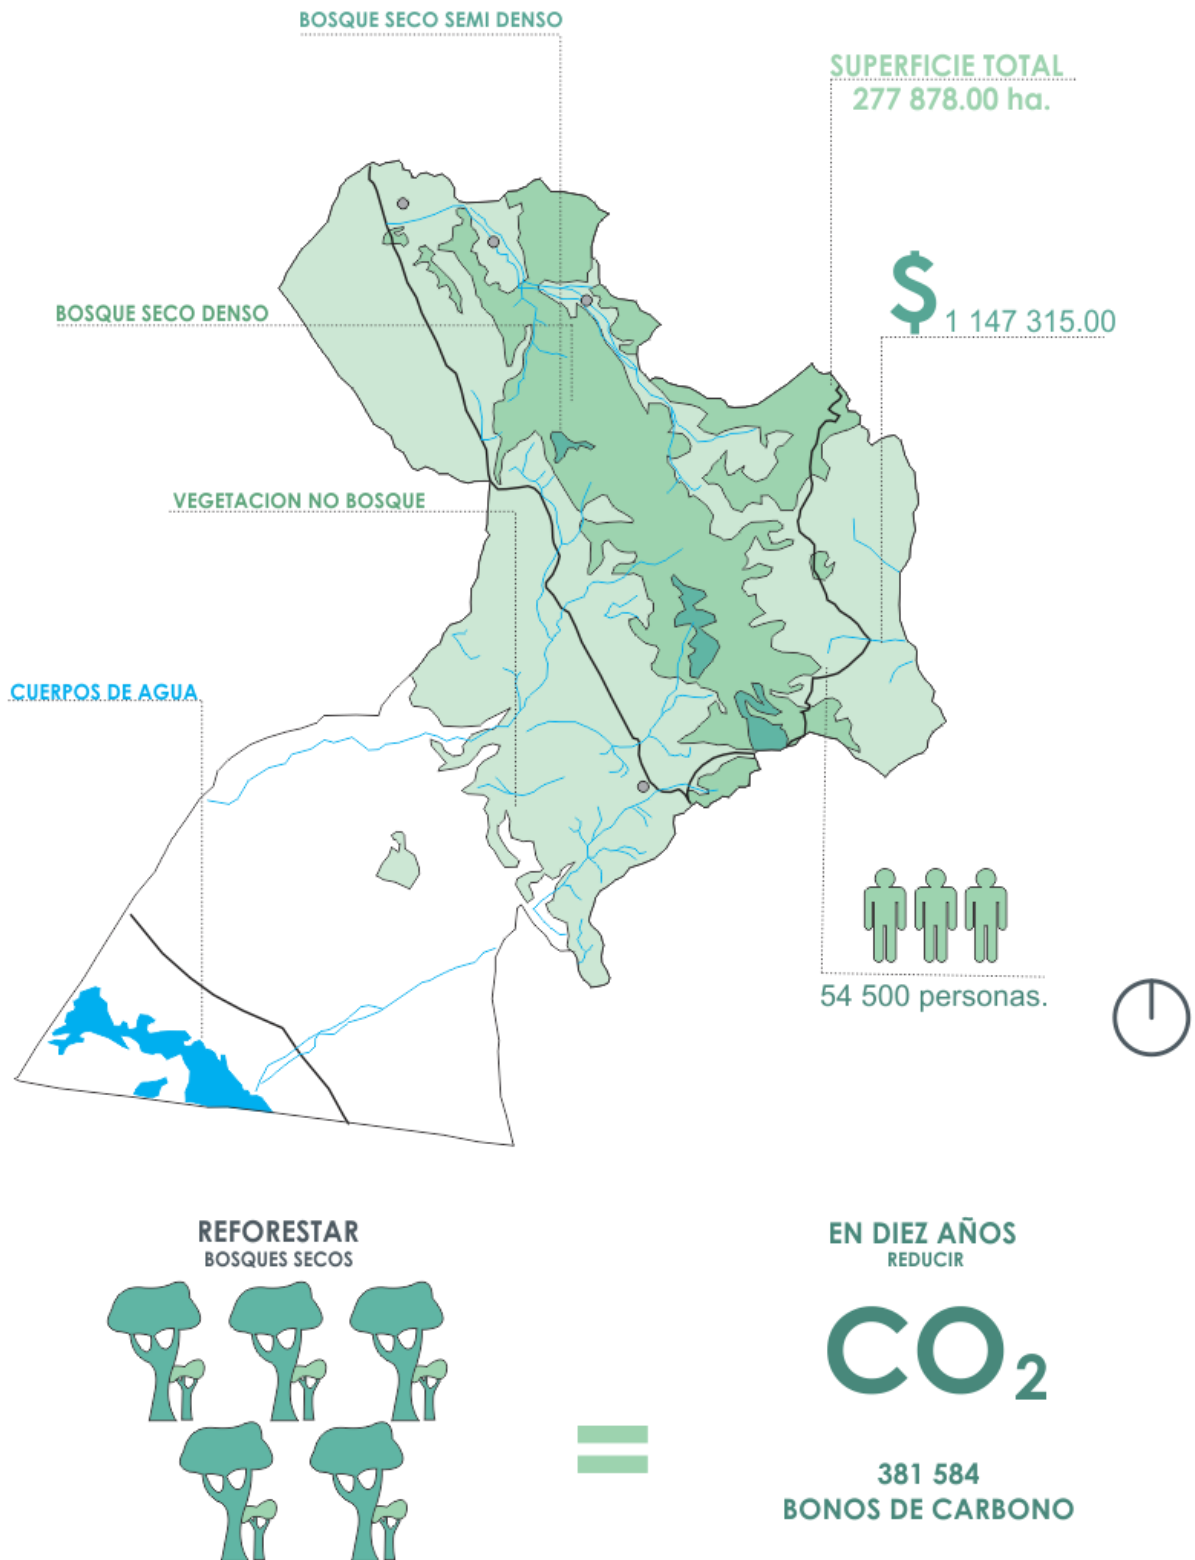 BOSQUE SECO SEMI DENSO
SUPERFICIE TOTAL
277 878.00 ha.
$ 1 147 315.00
BOSQUE SECO DENSO
VEGETACION NO BOSQUE
CUERPOS DE AGUA
54 500 personas.
REFORESTAR
BOSQUES SECOS
EN DIEZ AÑOS
REDUCIR
CO2
=
381 584
BONOS DE CARBONO